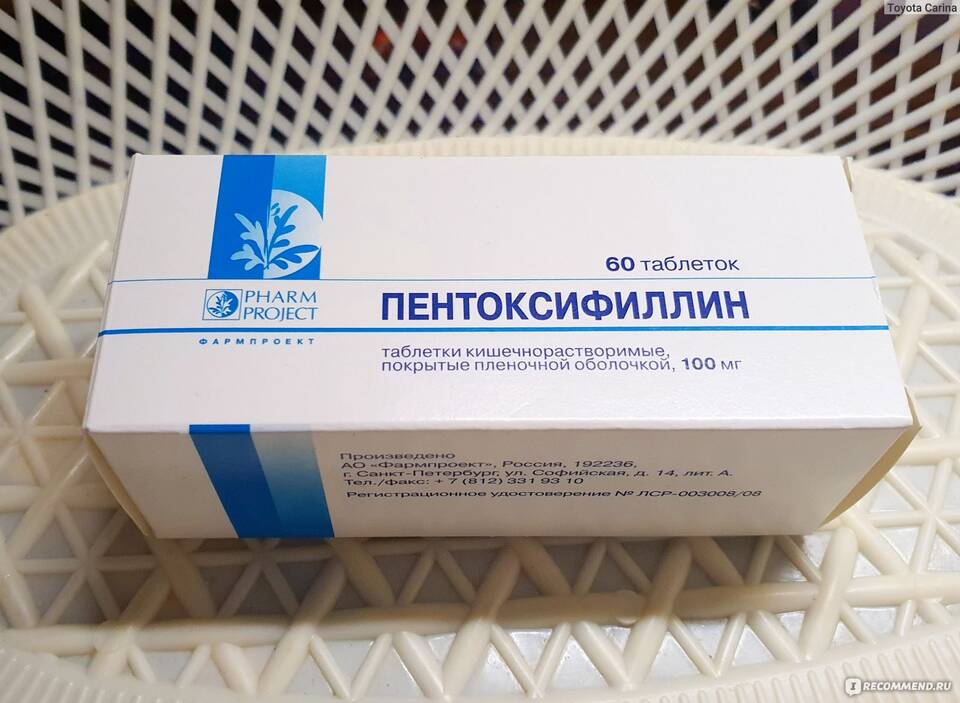 Toyota Carina
60 таблеток
PHARM
PROJECT
ФАРМПРОЕКТ
ПЕНТОКСИФИЛЛИН
таблетки кишечнорастворимые,
покрытые пленочной оболочкой, 100 мг
Произведено
АО «Фармпроект», Россия, 192236,
г. Санкт-Петербург, ул. Софийская, д. 14, лит. А.
Тел./факс: + 7 (812) 331 93 10
Регистрационное удостоверение № ЛСР-003008/08
I RECOMMEND.RU